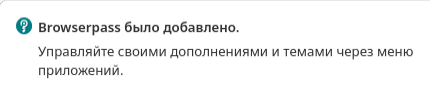 Browserpass было добавлено.
Управляйте своими дополнениями и темами через меню
приложений.